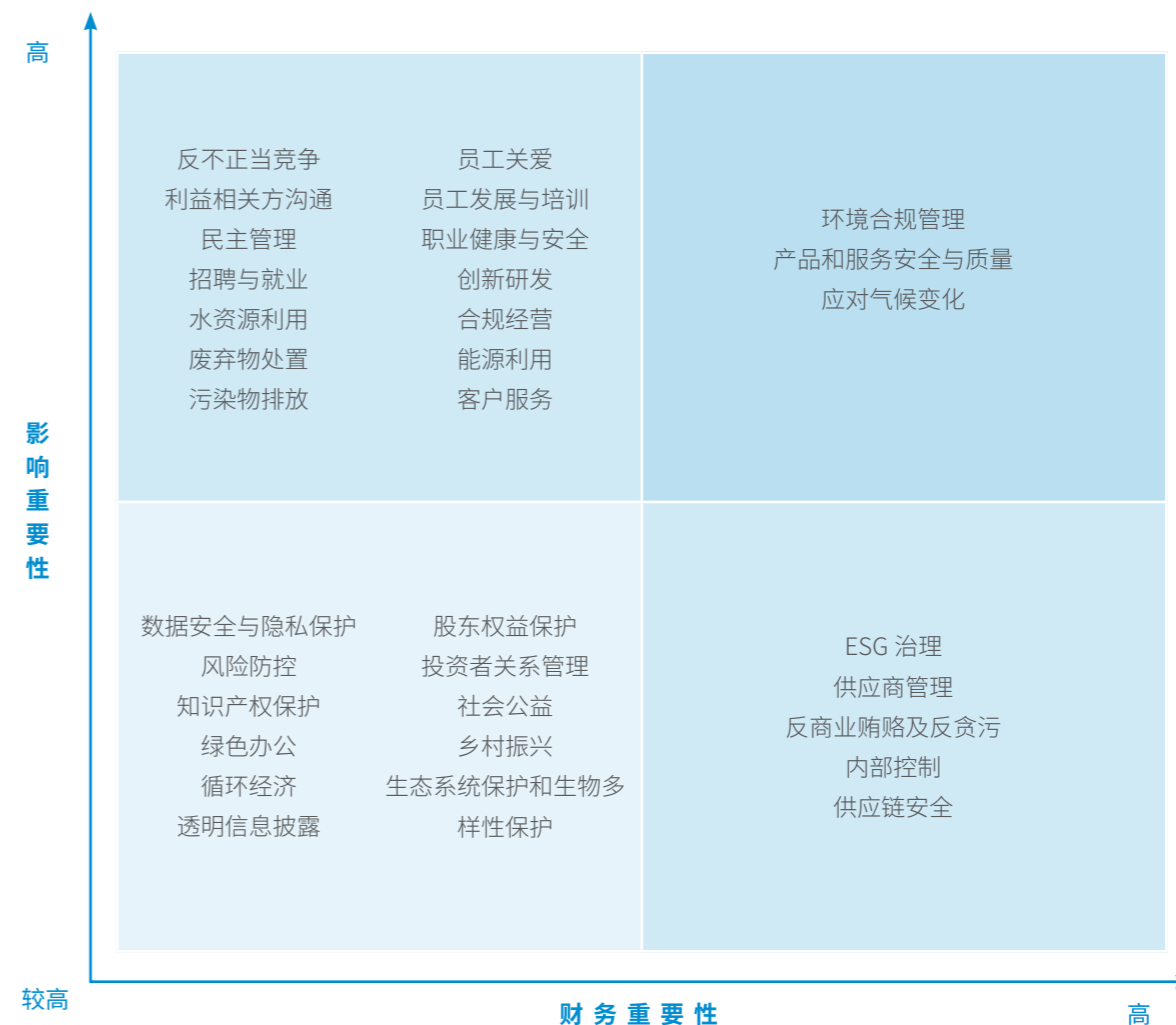 高
反不正当竞争
利益相关方沟通
民主管理
招聘与就业
水资源利用
废弃物处置
污染物排放
员工关爱
员工发展与培训
职业健康与安全
创新研发
合规经营
能源利用
客户服务
环境合规管理
产品和服务安全与质量
应对气候变化
影响重要性
数据安全与隐私保护
风险防控
知识产权保护
绿色办公
循环经济
透明信息披露
股东权益保护
投资者关系管理
社会公益
乡村振兴
生态系统保护和生物多
样性保护
ESG 治理
供应商管理
反商业贿赂及反贪污
内部控制
供应链安全
较高
财务重要性
高